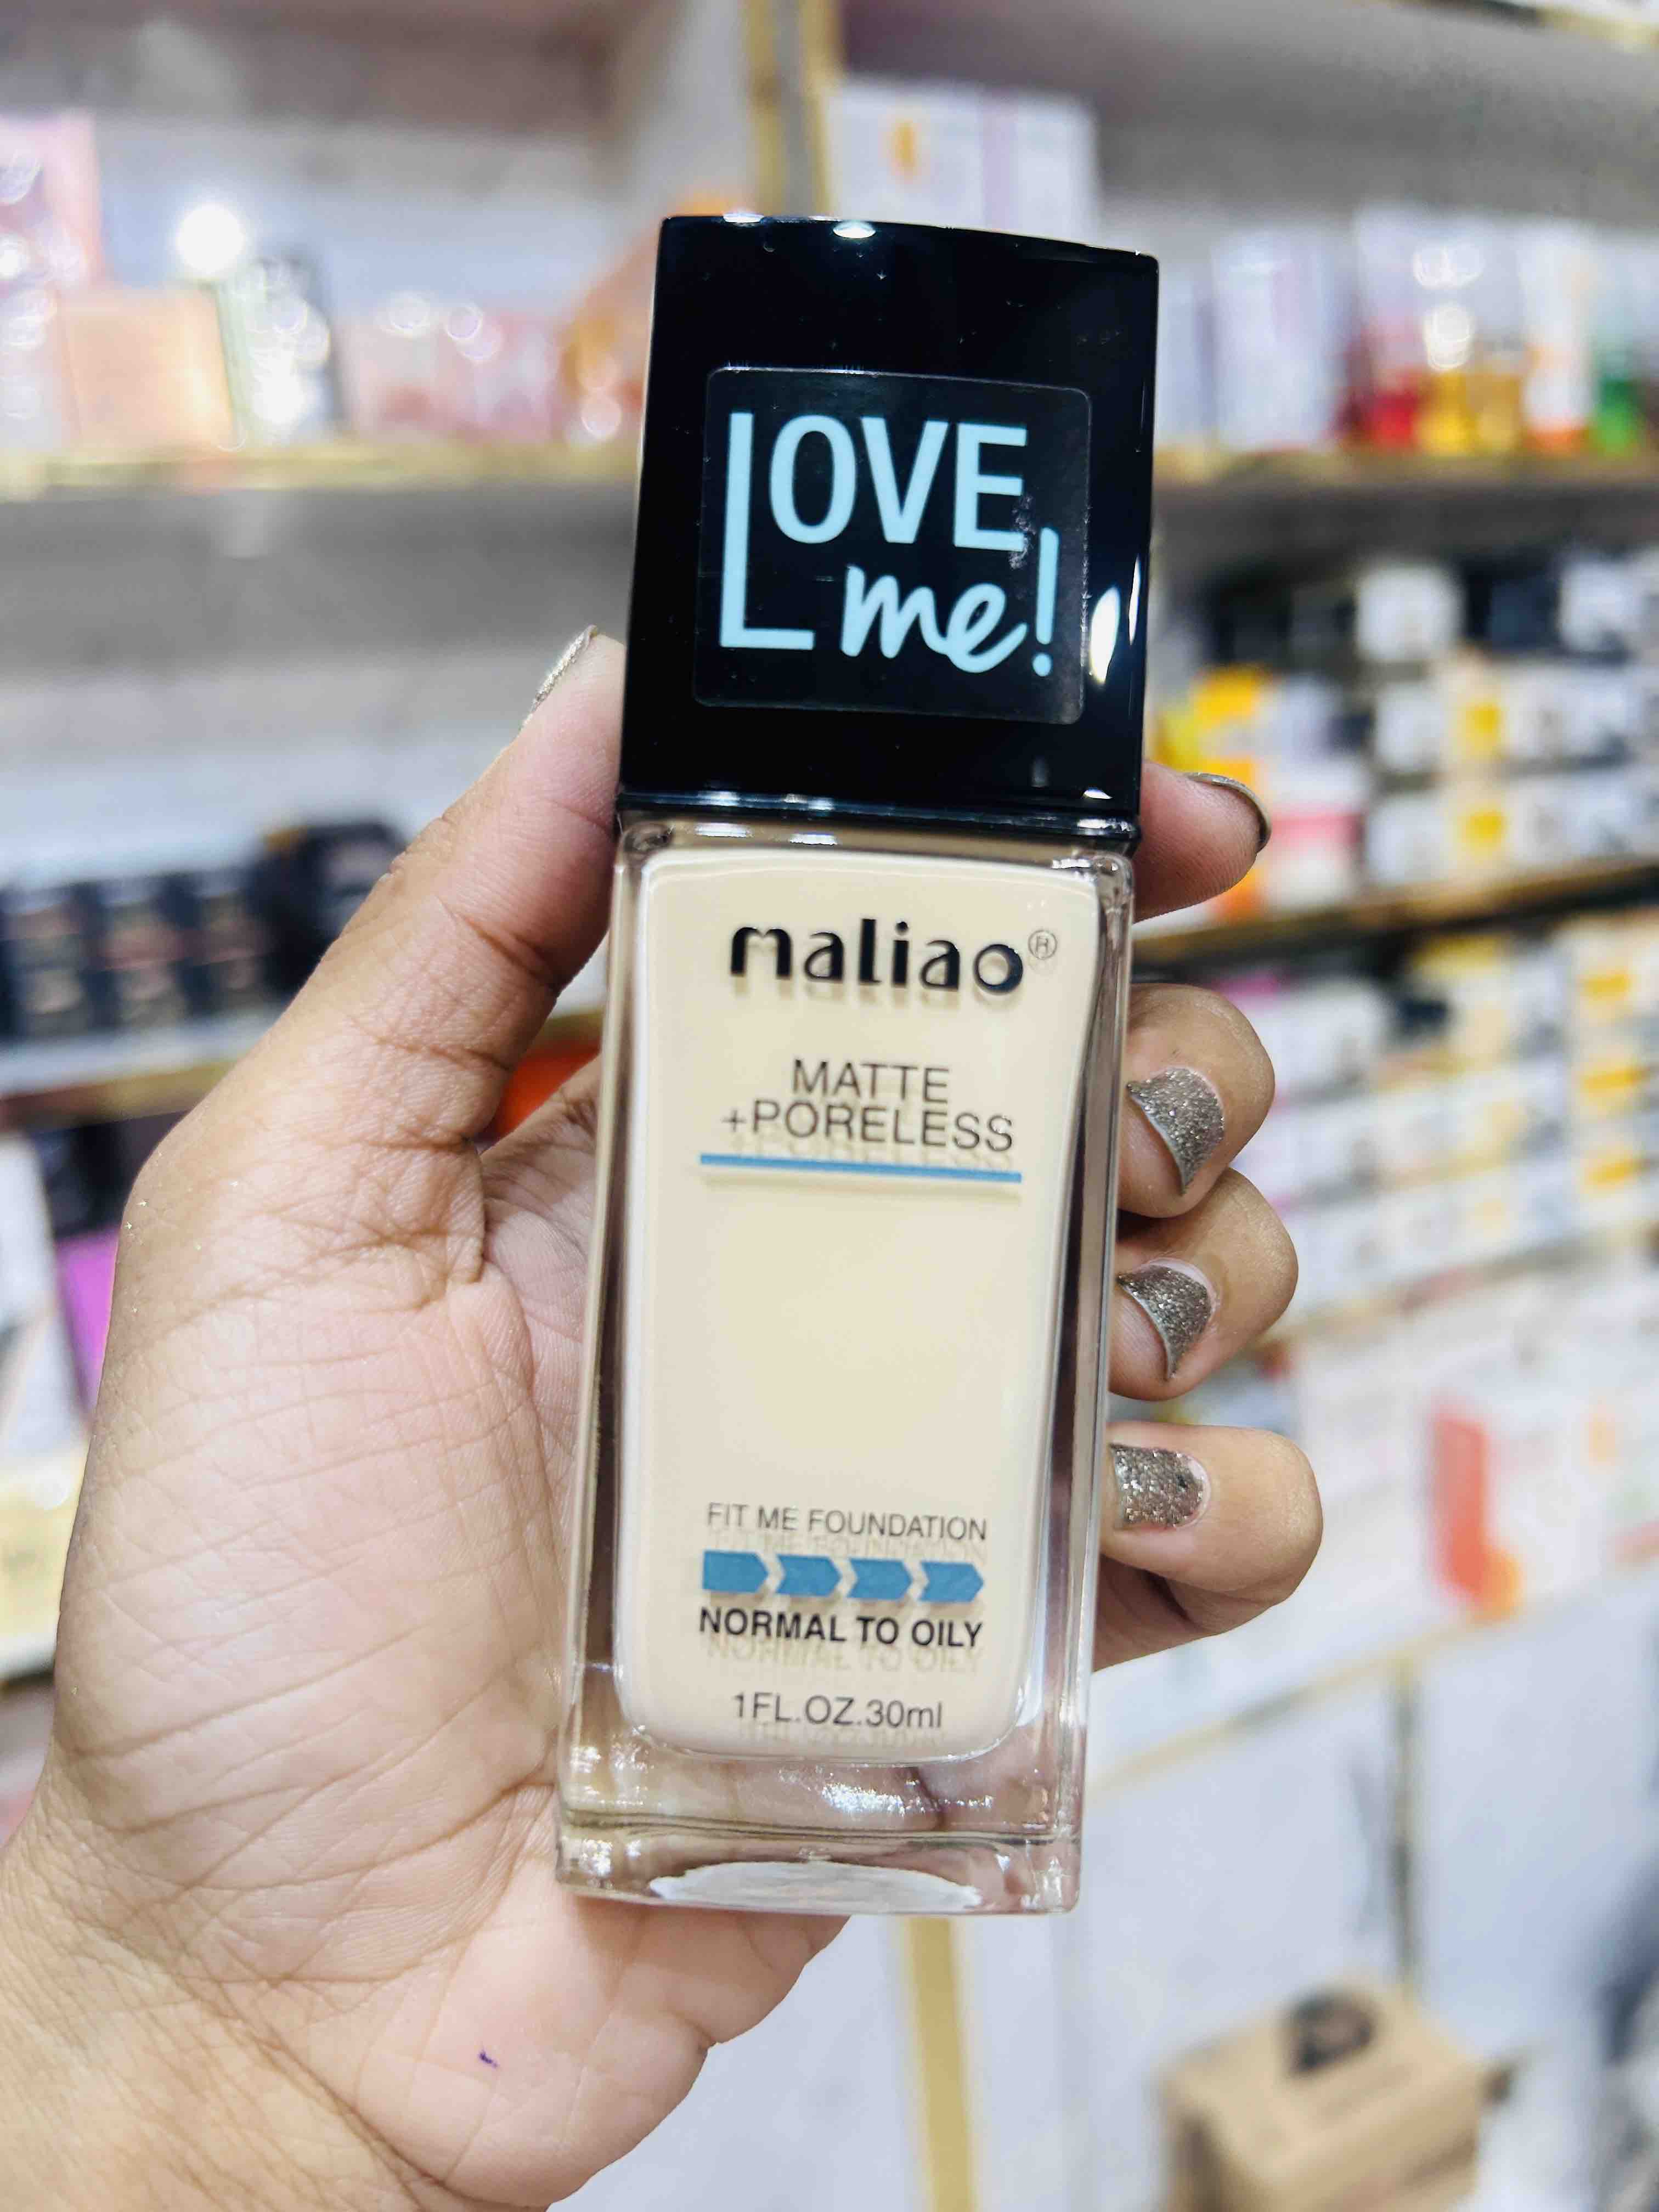 LOVE
me!
maliao®
MATTE
+PORELESS
FIT ME FOUNDATION
NORMAL TO OILY
1FL.OZ.30ml